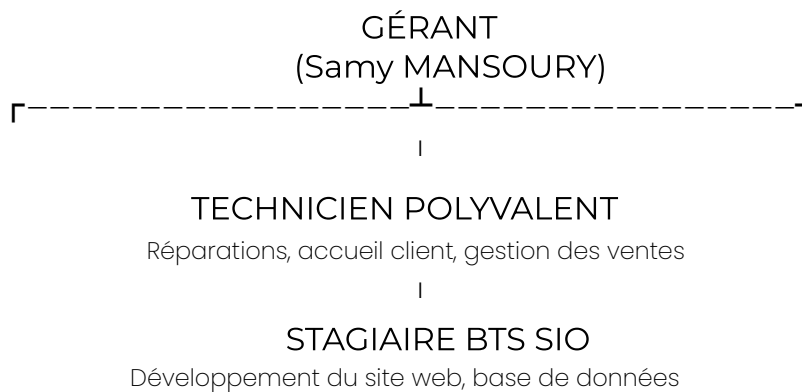 GÉRANT
(Samy MANSOURY)
TECHNICIEN POLYVALENT
Réparations, accueil client, gestion des ventes
STAGIAIRE BTS SIO
Développement du site web, base de données